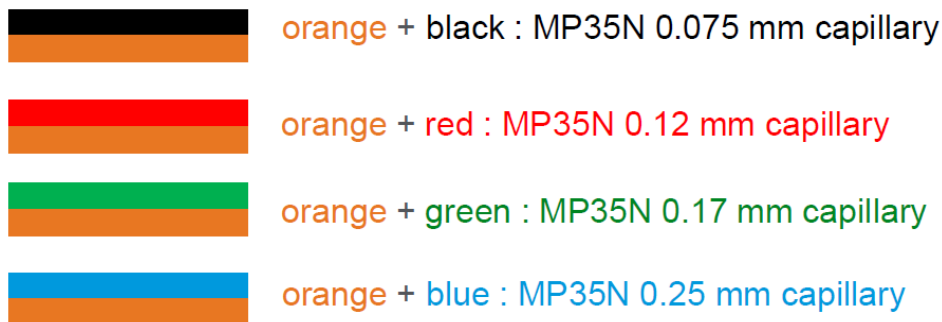 orange + black : MP35N 0.075 mm capillary
orange + red : MP35N 0.12 mm capillary
orange + green : MP35N 0.17 mm capillary
orange + blue : MP35N 0.25 mm capillary